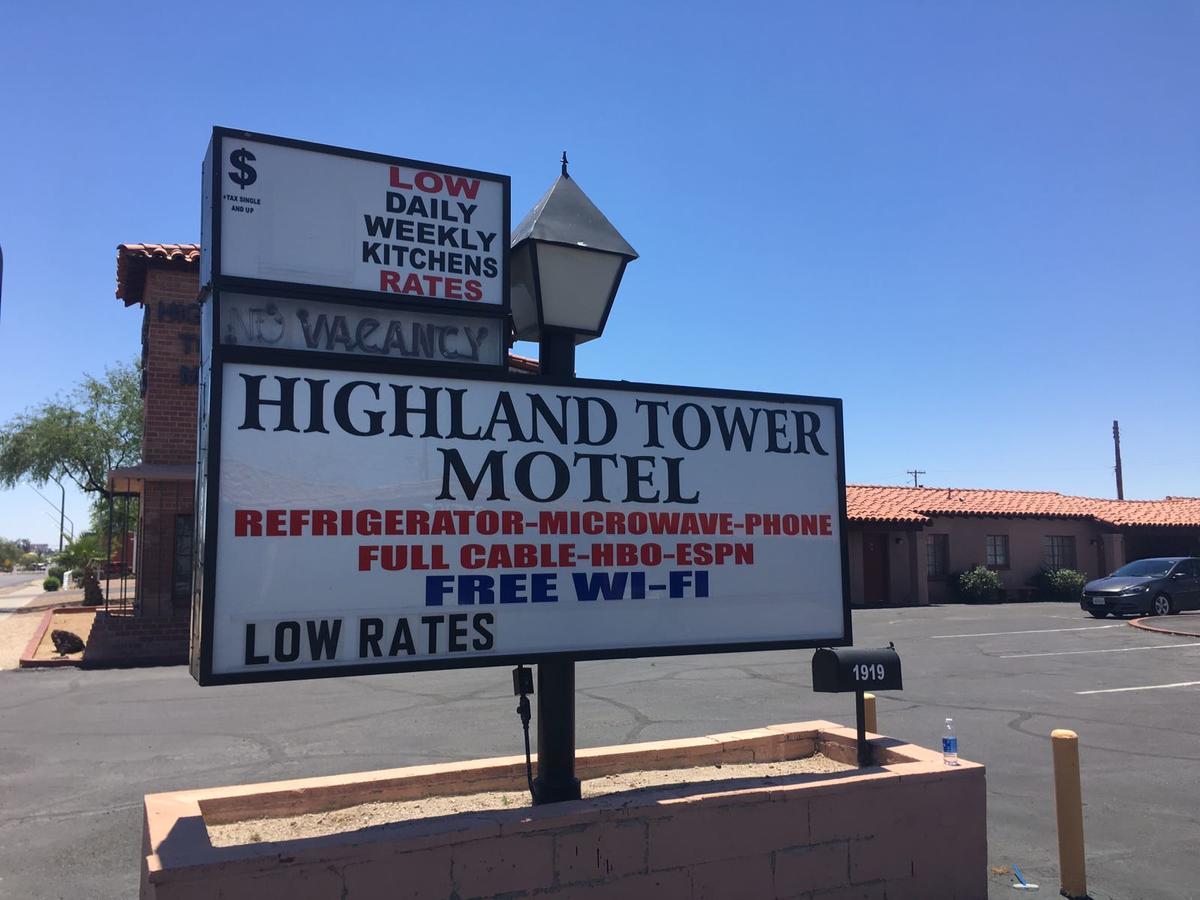 $
+TAX SINGLE
AND UP
LOW
DAILY
WEEKLY
KITCHENS
RATES
NO VACANCY
HIGHLAND TOWER
MOTEL
REFRIGERATOR-MICROWAVE-PHONE
FULL CABLE-HBO-ESPN
FREE WI-FI
LOW RATES
1919
HIG
T
M